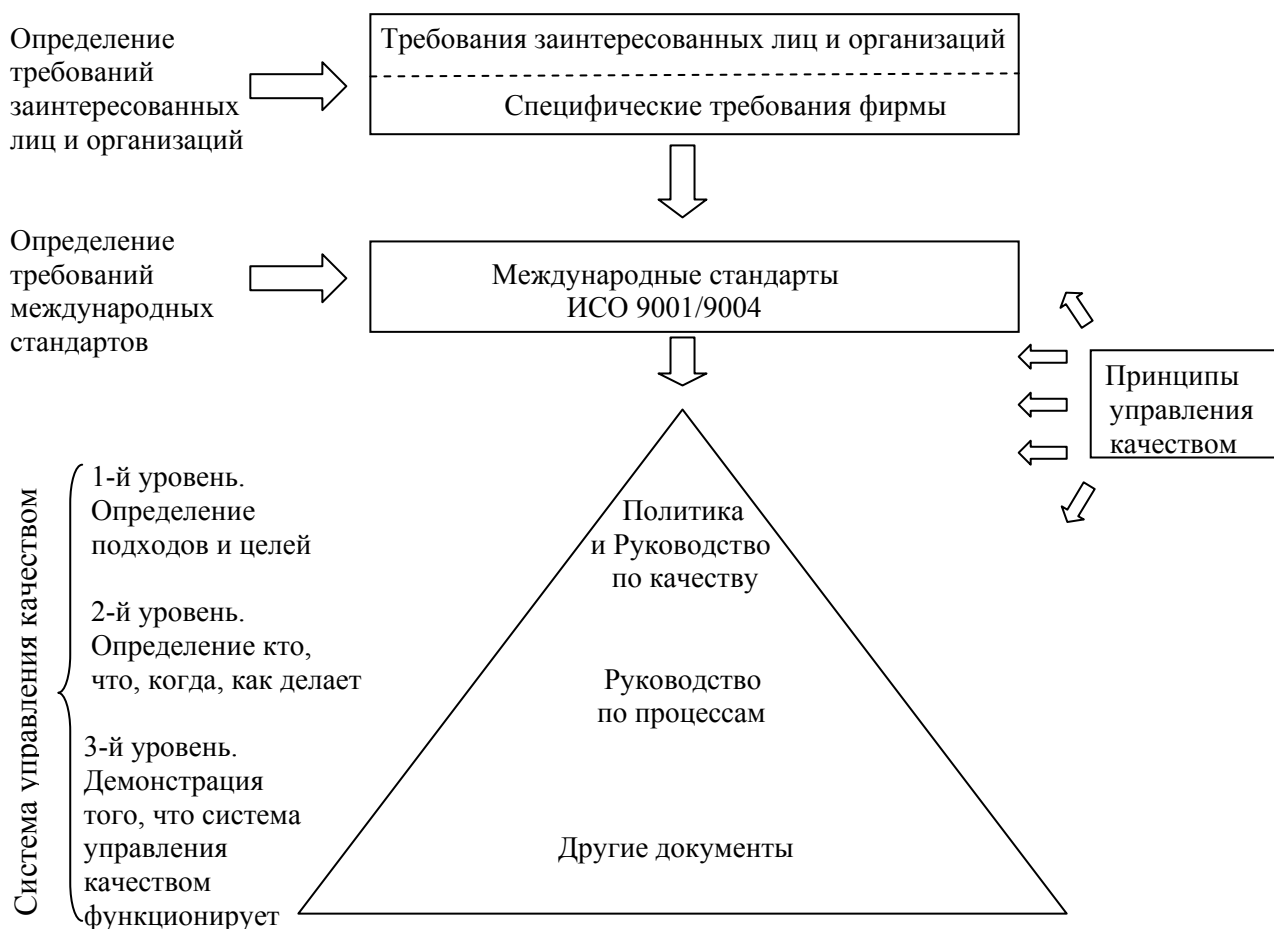 Определение
требований
заинтересованных
лиц и организаций
Требования заинтересованных лиц и организаций
Специфические требования фирмы
Определение
требований
международных
стандартов
Международные стандарты
ИСО 9001/9004
Принципы
управления
качеством
Система управления качеством
1-й уровень.
Определение
подходов и целей
2-й уровень.
Определение кто,
что, когда, как делает
3-й уровень.
Демонстрация
того, что система
управления
качеством
функционирует
Политика
и Руководство
по качеству
Руководство
по процессам
Другие документы